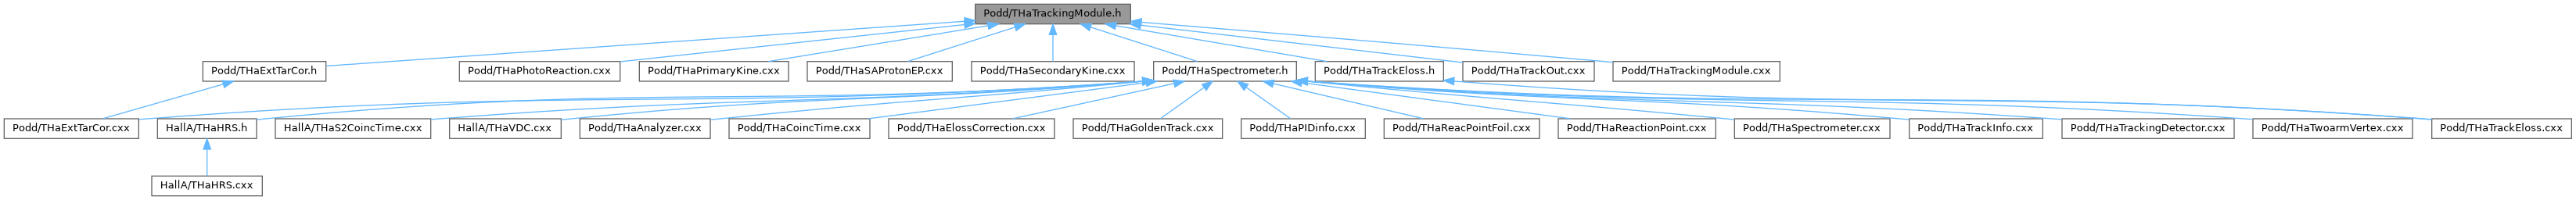 Podd/THaTrackingModule.h
Podd/THaExtTarCor.h
Podd/THaPhotoReaction.cxx
Podd/THaPrimaryKine.cxx
Podd/THaSAProtonEP.cxx
Podd/THaSecondaryKine.cxx
Podd/THaSpectrometer.h
Podd/THaTrackEloss.h
Podd/THaTrackOut.cxx
Podd/THaTrackingModule.cxx
Podd/THaExtTarCor.cxx
HallA/THaHRS.h
HallA/THaS2CoincTime.cxx
HallA/THaVDC.cxx
Podd/THaAnalyzer.cxx
Podd/THaCoincTime.cxx
Podd/THaElossCorrection.cxx
Podd/THaGoldenTrack.cxx
Podd/THaPIDinfo.cxx
Podd/THaReacPointFoil.cxx
Podd/THaReactionPoint.cxx
Podd/THaSpectrometer.cxx
Podd/THaTrackInfo.cxx
Podd/THaTrackingDetector.cxx
Podd/THaTwoarmVertex.cxx
Podd/THaTrackEloss.cxx
HallA/THaHRS.cxx